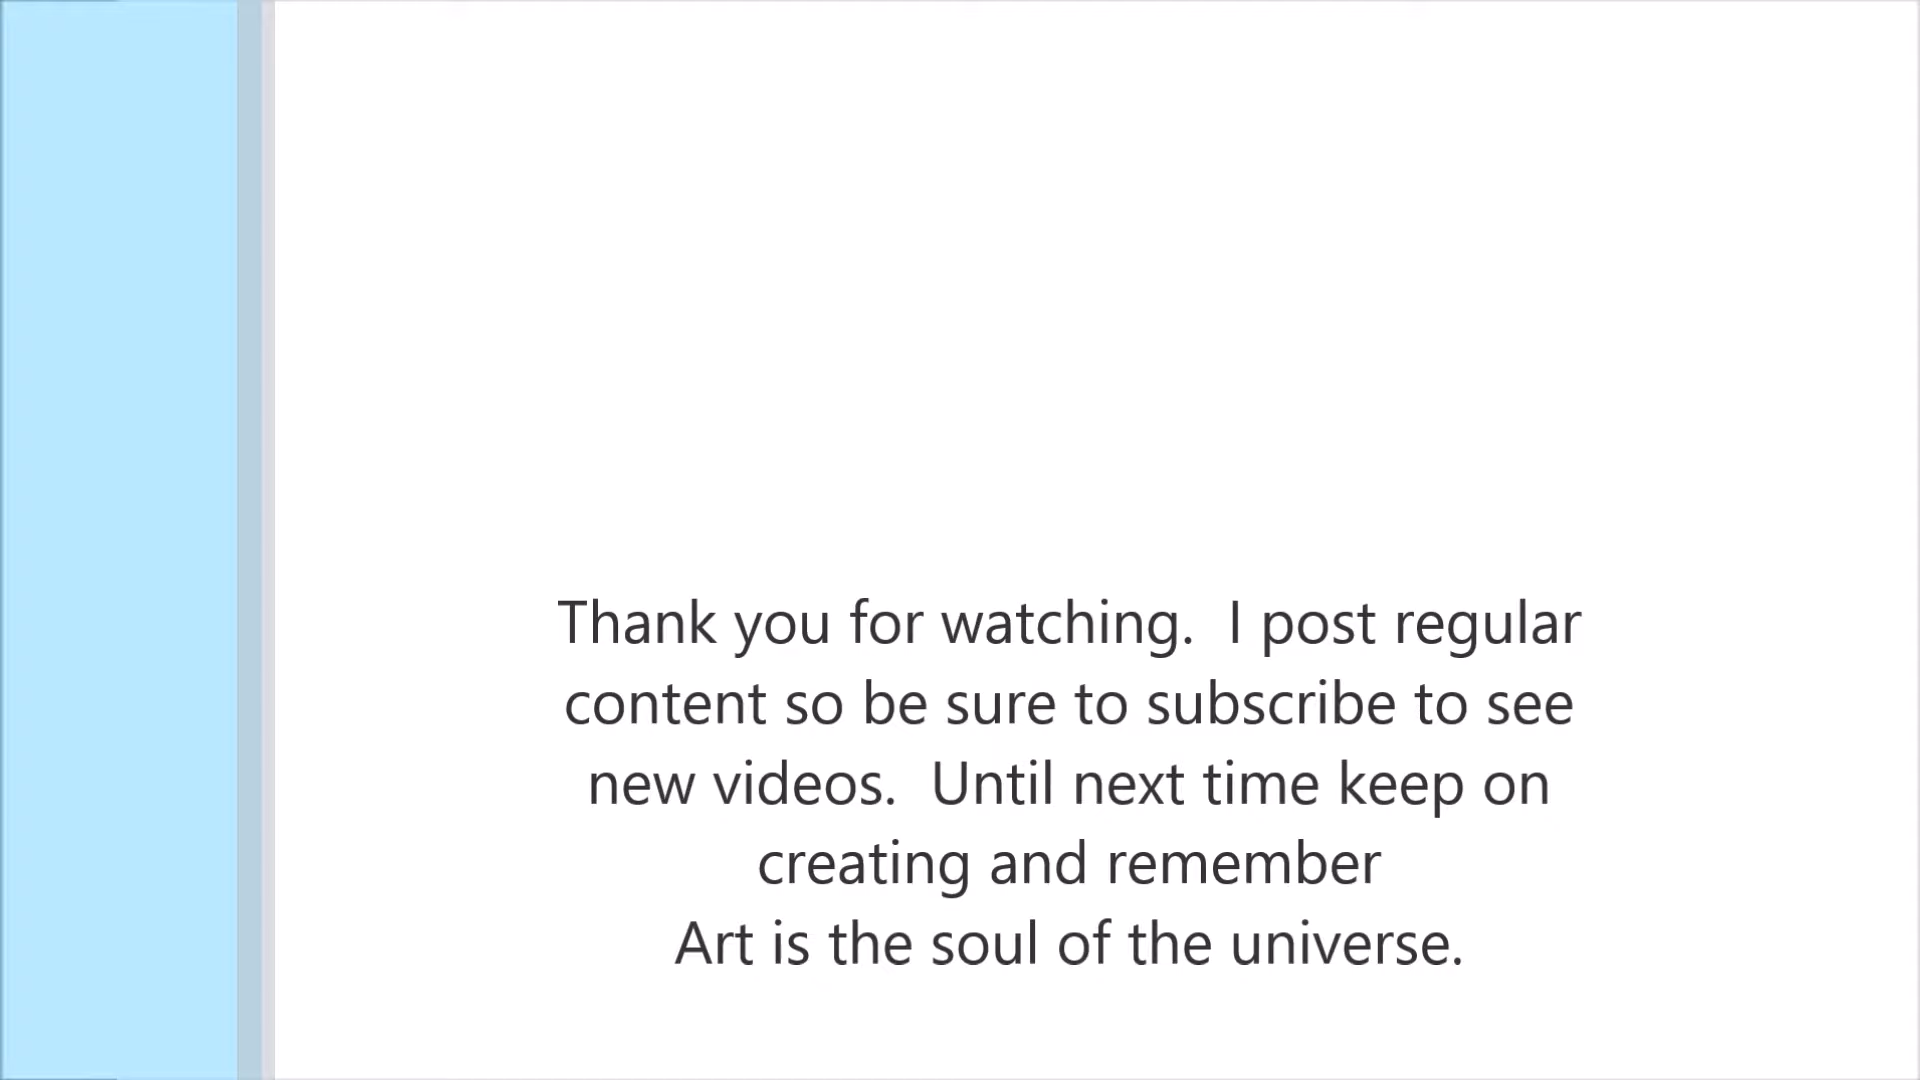 Thank you for watching.  I post regular
content so be sure to subscribe to see
new videos.  Until next time keep on
creating and remember
Art is the soul of the universe.